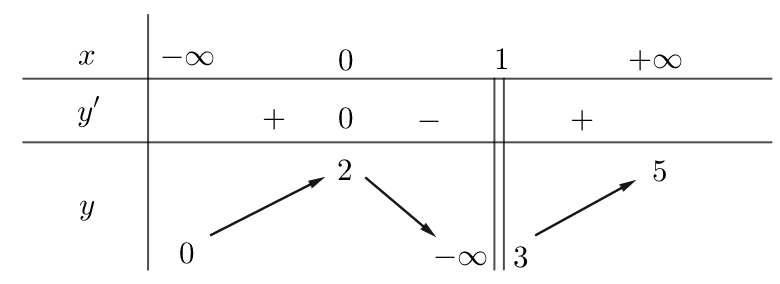 x −∞ 0 1 +∞
y′ + 0 − +
2 5
y
0 −∞ 3